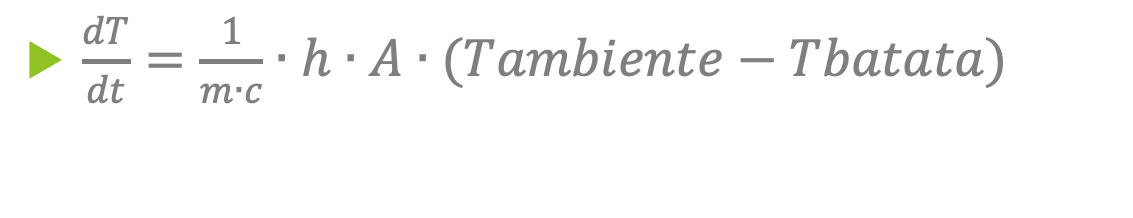 dT/dt = 1/m·c · h · A · (Tambiente − Tbatata)